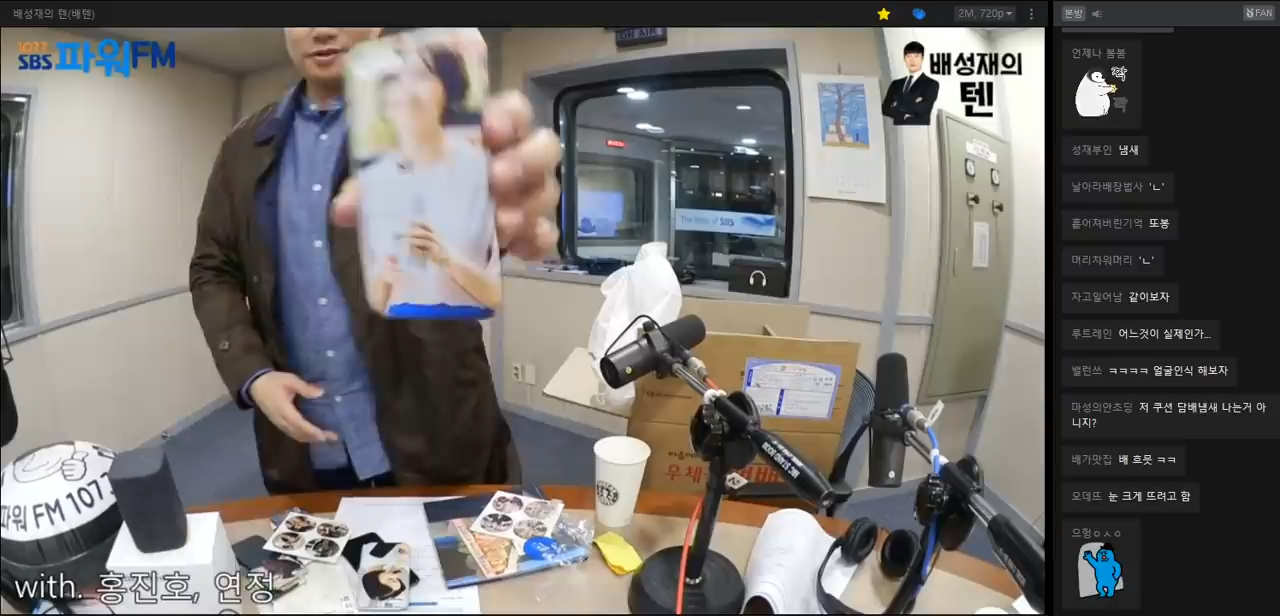 배성재의 텐(배텐)
2M, 720p
본방
FAN
107.7
SBS 파워FM
ON AIR
배성재의
텐
The Voice of SBS
파워 FM 107.7
with. 홍진호, 연정
언제나 봄봄
짝
짝
성재부인 냄새
날아라배장법사 'ㄴ'
흩어져버린기억 또봉
머리치워머리 'ㄴ'
자고일어남 같이보자
루트레인 어느것이 실제인가...
밸런쓰 ㅋㅋㅋㅋ 얼굴인식 해보자
마성의안초딩 저 쿠션 담배냄새 나는거 아
니지?
배가맛집 배 흐뭇 ㅋㅋ
오데뜨 눈 크게 뜨려고 함
으헝ㅇㅅㅇ